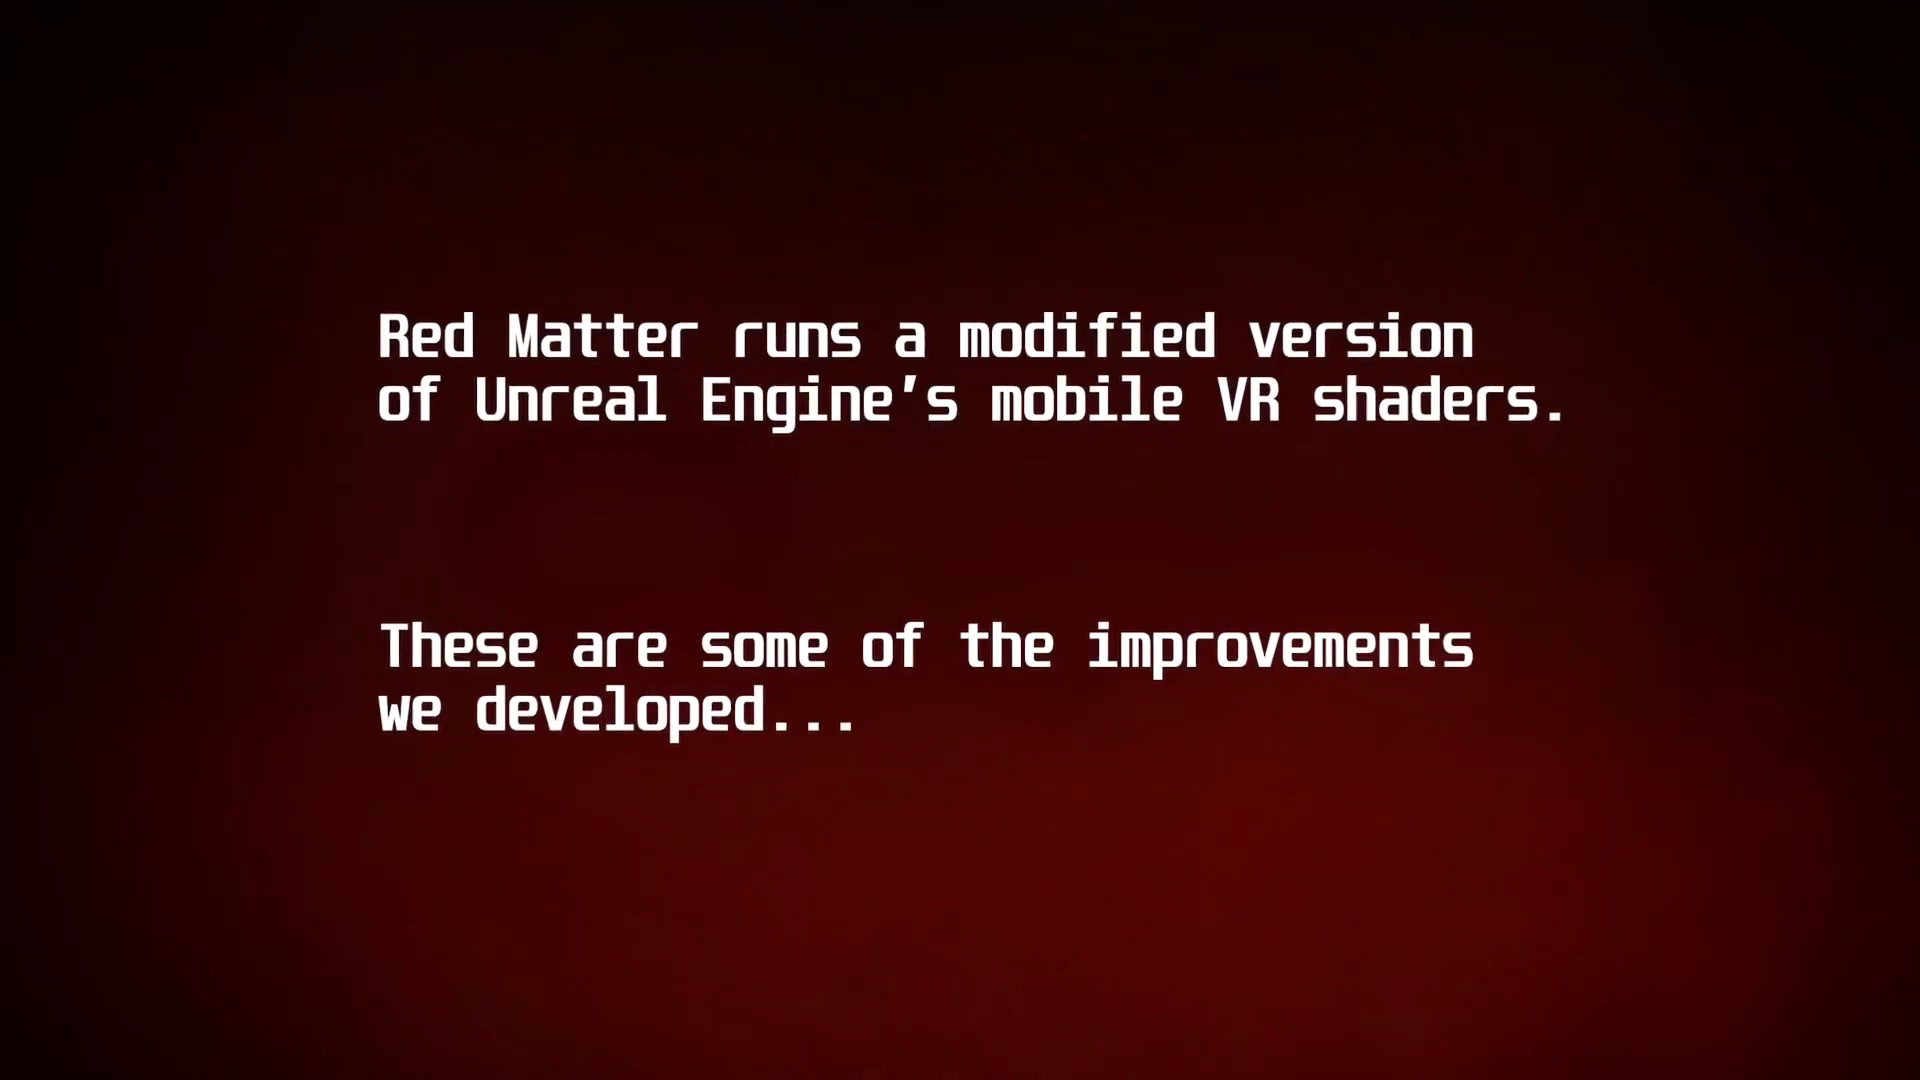 Red Matter runs a modified version
of Unreal Engine's mobile VR shaders.
These are some of the improvements
we developed...